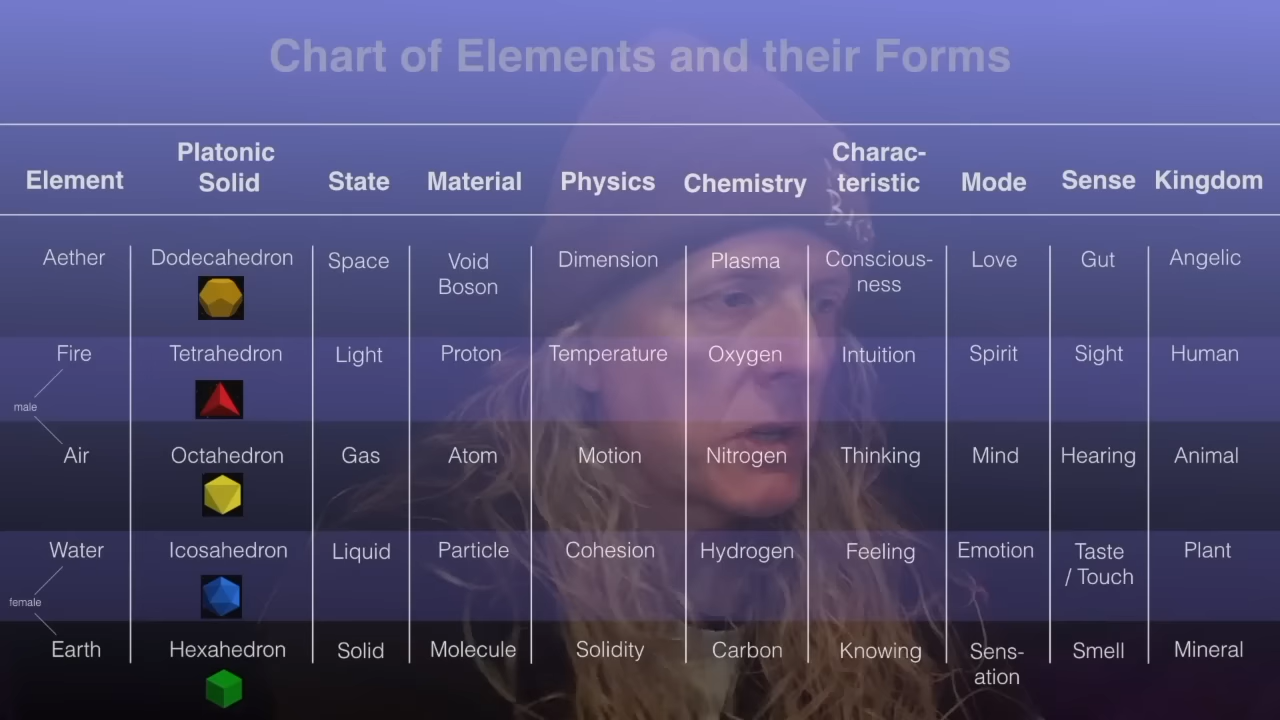 Chart of Elements and their Forms
Element
Platonic
Solid
State
Material
Physics
Chemistry
Charac-
teristic
Mode
Sense
Kingdom
Aether
Dodecahedron
Space
Void
Boson
Dimension
Plasma
Conscious-
ness
Love
Gut
Angelic
Fire
Tetrahedron
Light
Proton
Temperature
Oxygen
Intuition
Spirit
Sight
Human
male
Air
Octahedron
Gas
Atom
Motion
Nitrogen
Thinking
Mind
Hearing
Animal
Water
Icosahedron
Liquid
Particle
Cohesion
Hydrogen
Feeling
Emotion
Taste
/ Touch
Plant
female
Earth
Hexahedron
Solid
Molecule
Solidity
Carbon
Knowing
Sens-
ation
Smell
Mineral